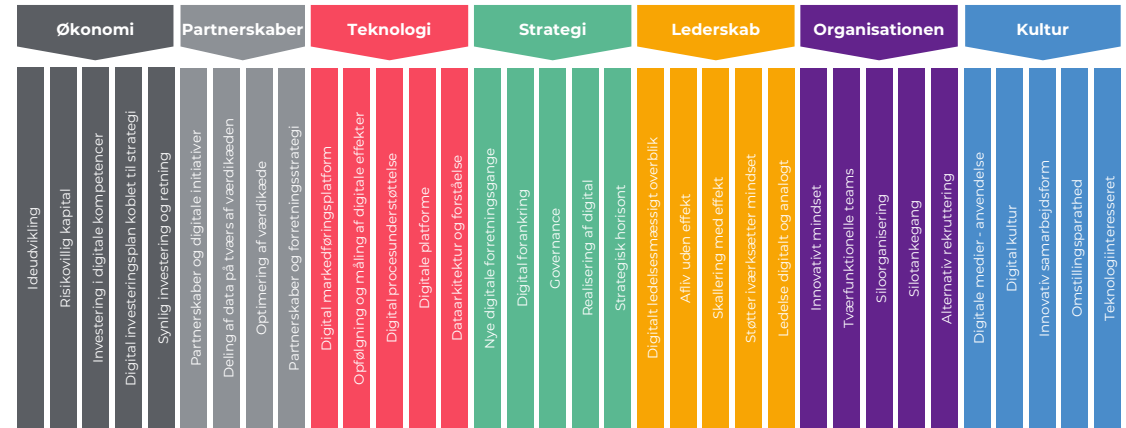 Økonomi
Partnerskaber
Teknologi
Strategi
Lederskab
Organisationen
Kultur
Ideudvikling
Risikovillig kapital
Investering i digitale kompetencer
Digital investeringsplan koblet til strategi
Synlig investering og retning
Partnerskaber og digitale initiativer
Deling af data på tværs af værdikæden
Optimering af værdikæde
Partnerskaber og forretningsstrategi
Digital markedføringsplatform
Opfølgning og måling af digitale effekter
Digital procesunderstøttelse
Digitale platforme
Dataarkitektur og forståelse
Nye digitale forretningsgange
Digital forankring
Governance
Realisering af digital
Strategisk horisont
Digitalt ledelsesmæssigt overblik
Afliv uden effekt
Skallering med effekt
Støtter iværksætter mindset
Ledelse digitalt og analogt
Innovativt mindset
Tværfunktionelle teams
Siloorganisering
Silotankegang
Alternativ rekruttering
Digitale medier - anvendelse
Digital kultur
Innovativ samarbejdsform
Omstillingsparathed
Teknologiinteresseret